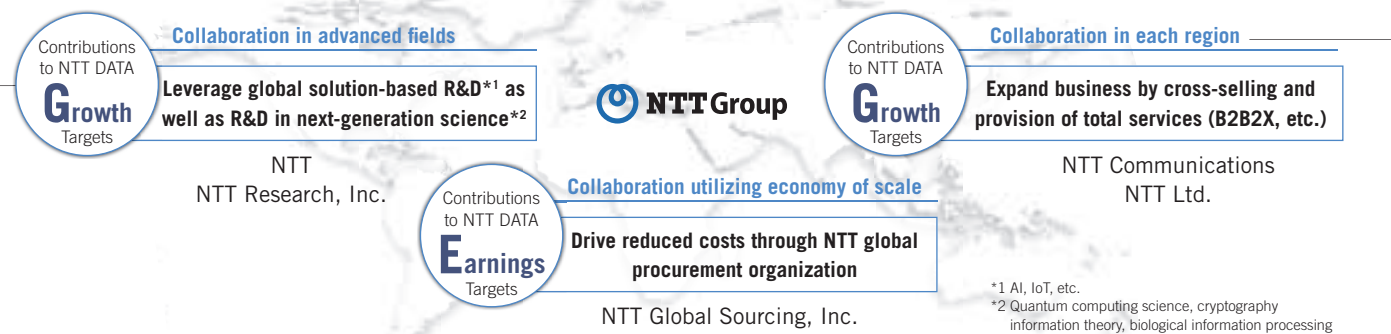 Collaboration in advanced fields
Contributions
to NTT DATA
Growth
Targets
Leverage global solution-based R&D*1 as
well as R&D in next-generation science*2
NTT
NTT Research, Inc.
NTT Group
Collaboration in each region
Contributions
to NTT DATA
Growth
Targets
Expand business by cross-selling and
provision of total services (B2B2X, etc.)
NTT Communications
NTT Ltd.
Collaboration utilizing economy of scale
Contributions
to NTT DATA
Earnings
Targets
Drive reduced costs through NTT global
procurement organization
NTT Global Sourcing, Inc.
*1 AI, IoT, etc.
*2 Quantum computing science, cryptography
information theory, biological information processing